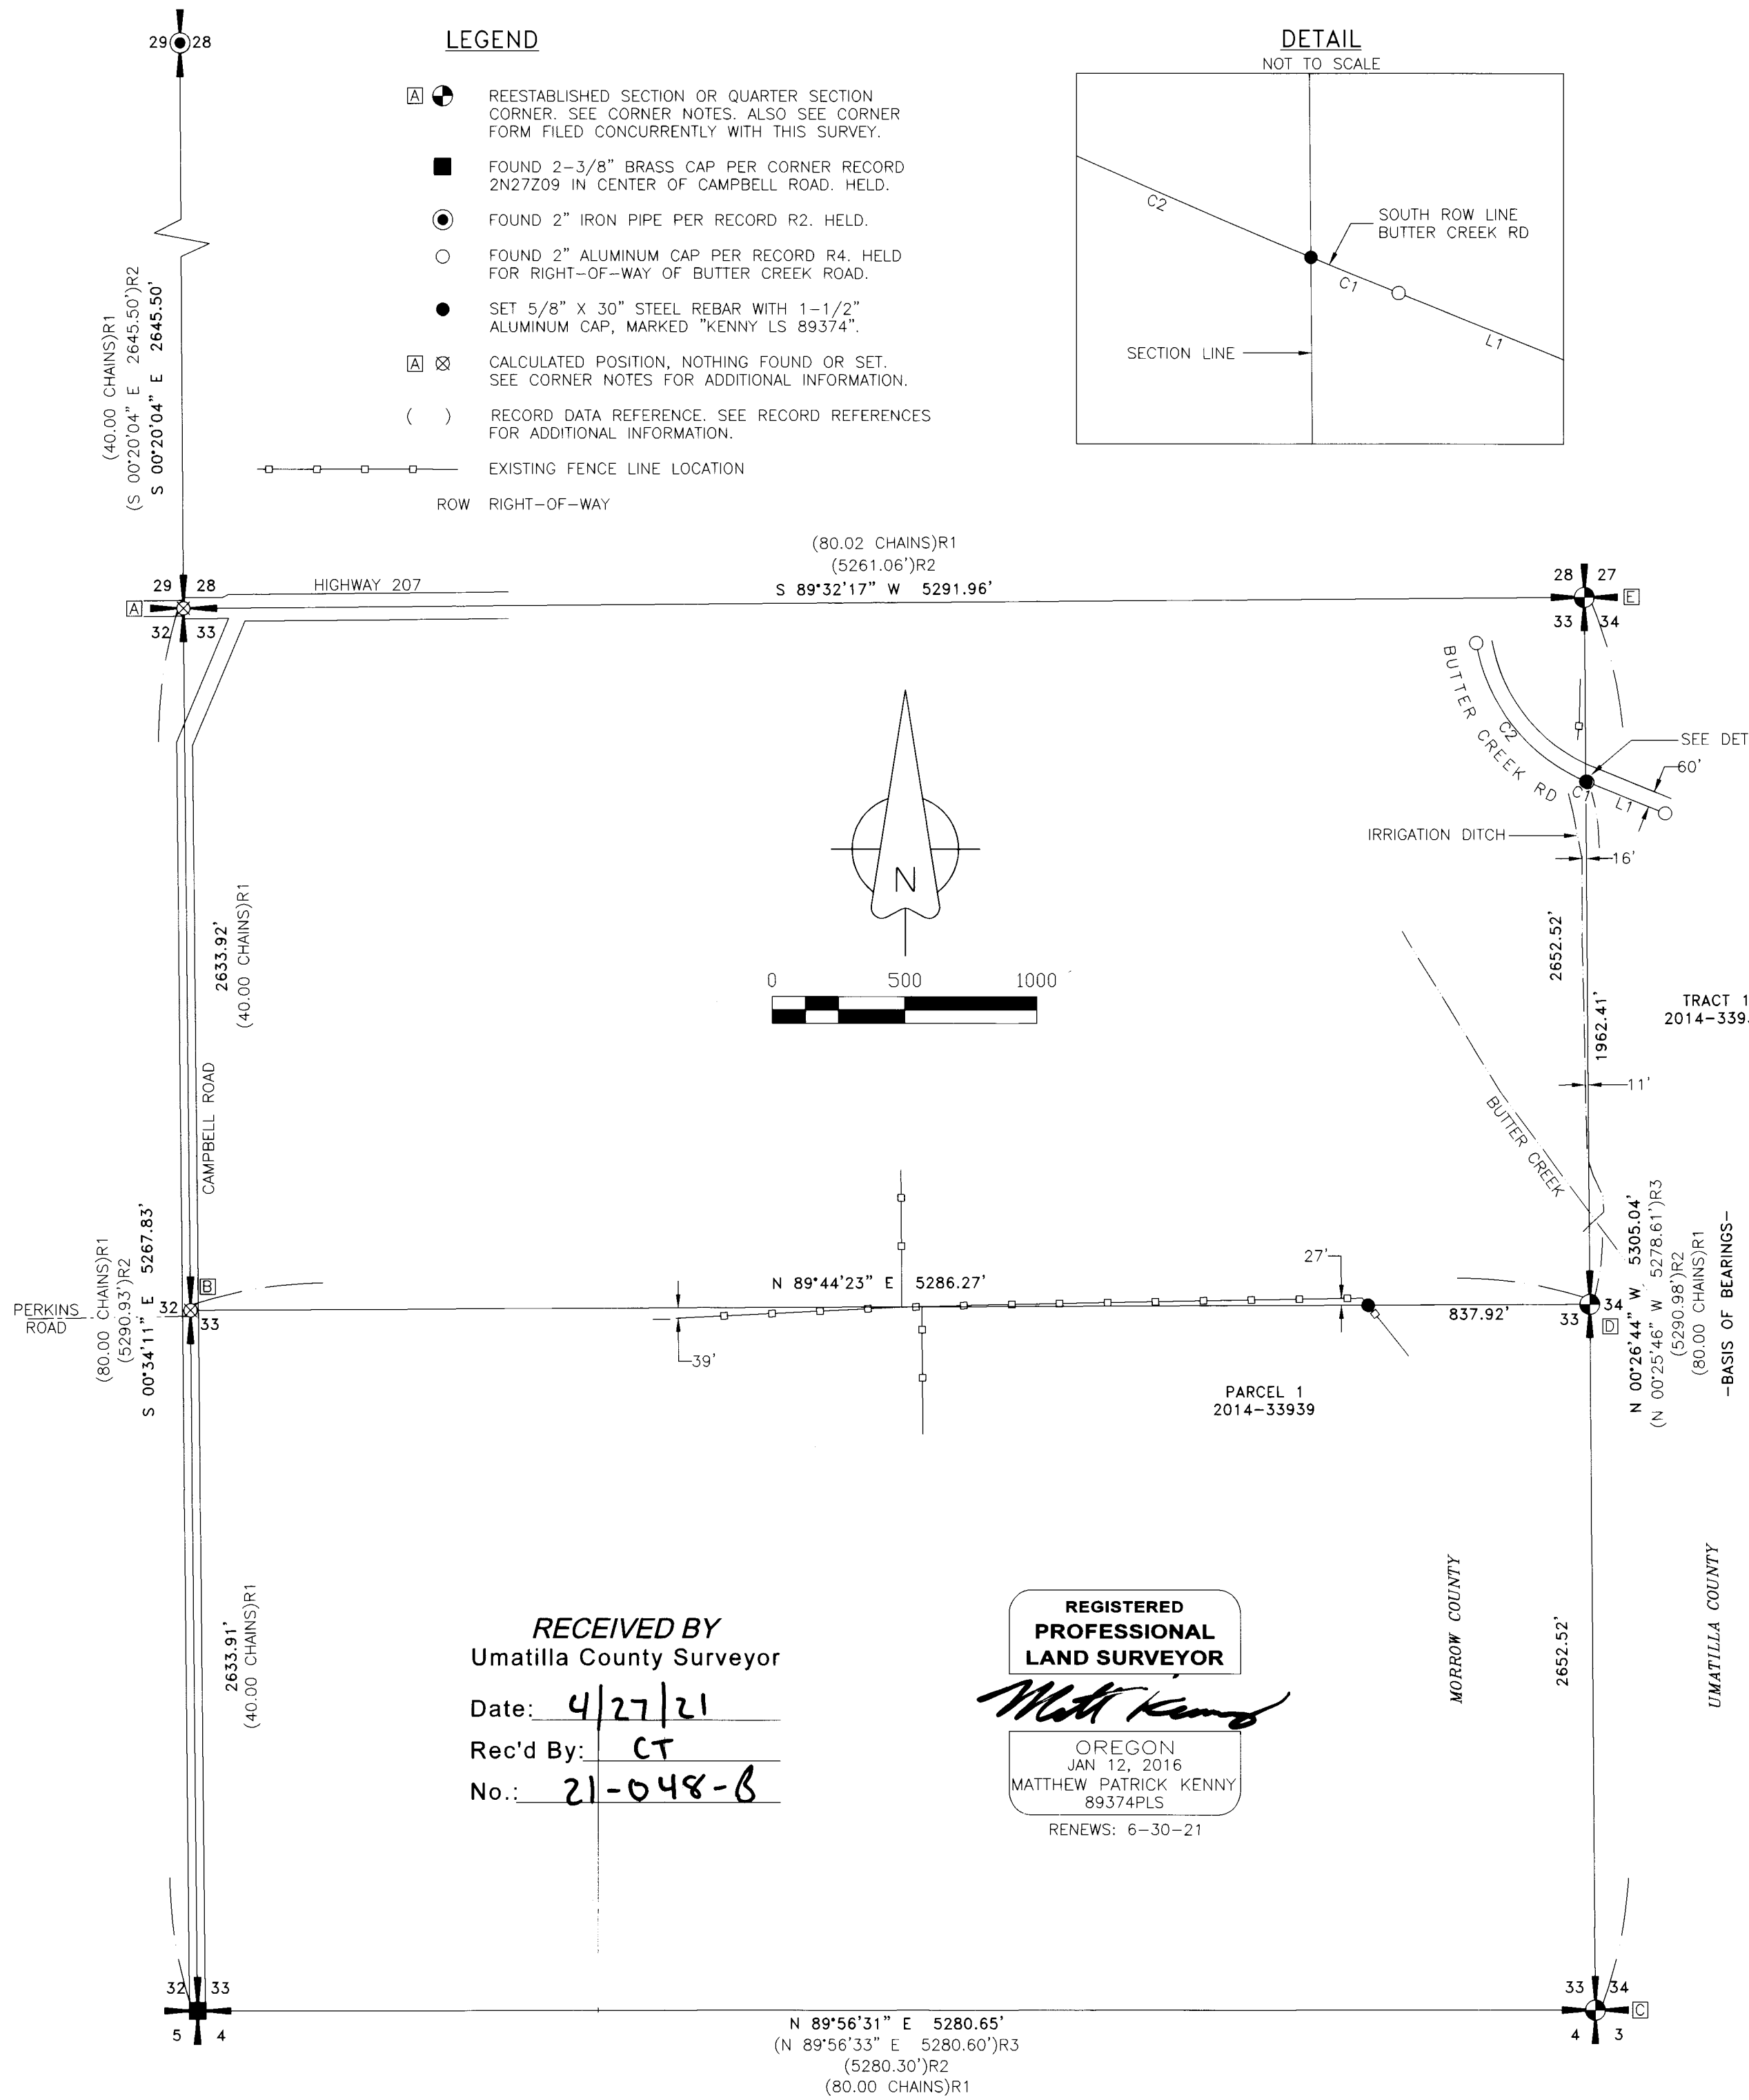 29 28
LEGEND
A REESTABLISHED SECTION OR QUARTER SECTION
CORNER. SEE CORNER NOTES. ALSO SEE CORNER
FORM FILED CONCURRENTLY WITH THIS SURVEY.
FOUND 2-3/8" BRASS CAP PER CORNER RECORD
2N27Z09 IN CENTER OF CAMPBELL ROAD. HELD.
FOUND 2" IRON PIPE PER RECORD R2. HELD.
FOUND 2" ALUMINUM CAP PER RECORD R4. HELD
FOR RIGHT-OF-WAY OF BUTTER CREEK ROAD.
SET 5/8" X 30" STEEL REBAR WITH 1-1/2"
ALUMINUM CAP, MARKED "KENNY LS 89374".
A CALCULATED POSITION, NOTHING FOUND OR SET.
SEE CORNER NOTES FOR ADDITIONAL INFORMATION.
( ) RECORD DATA REFERENCE. SEE RECORD REFERENCES
FOR ADDITIONAL INFORMATION.
EXISTING FENCE LINE LOCATION
ROW RIGHT-OF-WAY
DETAIL
NOT TO SCALE
C2
SOUTH ROW LINE
BUTTER CREEK RD
C1
L1
SECTION LINE
(40.00 CHAINS)R1
(S 00°20'04" E 2645.50')R2
S 00°20'04" E 2645.50'
(80.02 CHAINS)R1
(5261.06')R2
S 89°32'17" W 5291.96'
29 28
HIGHWAY 207
A
32 33
28 27
E
33 34
BUTTER CREEK RD
C2
SEE DET
60'
C1
L1
IRRIGATION DITCH
16'
N
0 500 1000
2633.92'
(40.00 CHAINS)R1
CAMPBELL ROAD
2652.52'
1962.41'
TRACT 1
2014-339
11'
BUTTER CREEK
(80.00 CHAINS)R1
(5290.93')R2
S 00°34'11" E 5267.83'
B
32
33
PERKINS
ROAD
N 89°44'23" E 5286.27'
27'
39'
837.92'
34
33
D
PARCEL 1
2014-33939
N 00°26'44" W 5305.04'
(N 00°25'46" W 5278.61')R3
(5290.98')R2
(80.00 CHAINS)R1
-BASIS OF BEARINGS-
2633.91'
(40.00 CHAINS)R1
RECEIVED BY
Umatilla County Surveyor
Date: 4/27/21
Rec'd By: CT
No.: 21-048-B
REGISTERED
PROFESSIONAL
LAND SURVEYOR
Matt Kenny
OREGON
JAN 12, 2016
MATTHEW PATRICK KENNY
89374PLS
RENEWS: 6-30-21
MORROW COUNTY
2652.52'
UMATILLA COUNTY
32 33
5 4
33 34
C
4 3
N 89°56'31" E 5280.65'
(N 89°56'33" E 5280.60')R3
(5280.30')R2
(80.00 CHAINS)R1